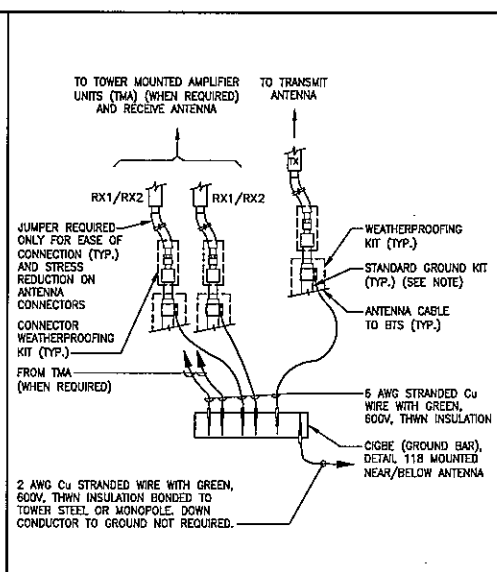 TO TOWER MOUNTED AMPLIFIER
UNITS (TMA) (WHEN REQUIRED)
AND RECEIVE ANTENNA
TO TRANSMIT
ANTENNA
TX
RX1/RX2
RX1/RX2
JUMPER REQUIRED
ONLY FOR EASE OF
CONNECTION (TYP.)
AND STRESS
REDUCTION ON
ANTENNA
CONNECTORS
CONNECTOR
WEATHERPROOFING
KIT (TYP.)
FROM TMA
(WHEN REQUIRED)
WEATHERPROOFING
KIT (TYP.)
STANDARD GROUND KIT
(TYP.) (SEE NOTE)
ANTENNA CABLE
TO BTS (TYP.)
6 AWG STRANDED Cu
WIRE WITH GREEN,
600V, THWN INSULATION
CIGBE (GROUND BAR),
DETAIL 118 MOUNTED
NEAR/BELOW ANTENNA
2 AWG Cu STRANDED WIRE WITH GREEN,
600V, THWN INSULATION BONDED TO
TOWER STEEL OR MONOPOLE. DOWN
CONDUCTOR TO GROUND NOT REQUIRED.